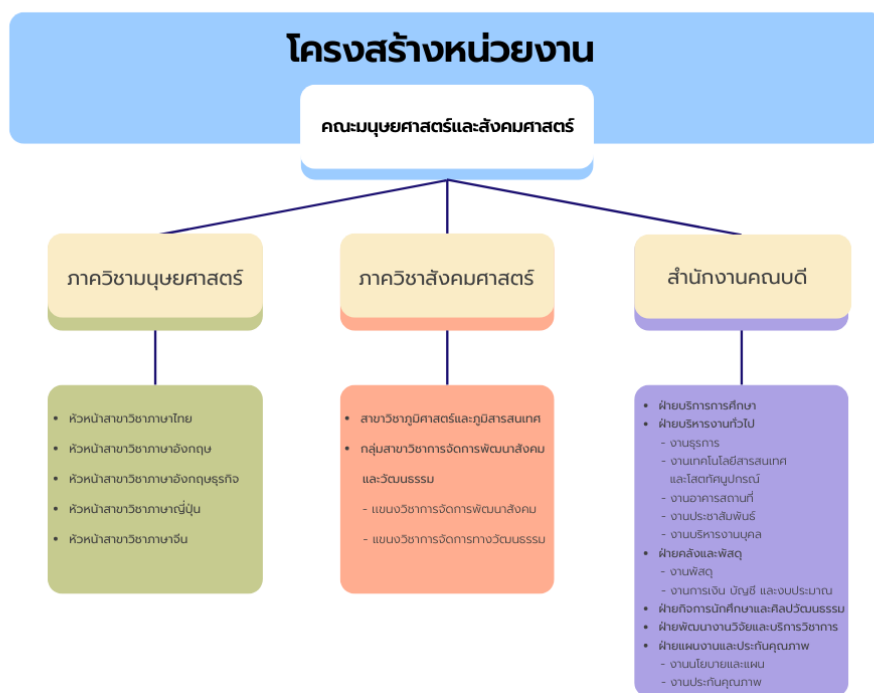 โครงสร้างหน่วยงาน
คณะมนุษยศาสตร์และสังคมศาสตร์
ภาควิชามนุษยศาสตร์
• หัวหน้าสาขาวิชาภาษาไทย
• หัวหน้าสาขาวิชาภาษาอังกฤษ
• หัวหน้าสาขาวิชาภาษาอังกฤษธุรกิจ
• หัวหน้าสาขาวิชาภาษาญี่ปุ่น
• หัวหน้าสาขาวิชาภาษาจีน
ภาควิชาสังคมศาสตร์
• สาขาวิชาภูมิศาสตร์และภูมิสารสนเทศ
• กลุ่มสาขาวิชาการจัดการพัฒนาสังคม
และวัฒนธรรม
- แขนงวิชาการจัดการพัฒนาสังคม
- แขนงวิชาการจัดการทางวัฒนธรรม
สำนักงานคณบดี
• ฝ่ายบริการการศึกษา
• ฝ่ายบริหารงานทั่วไป
- งานธุรการ
- งานเทคโนโลยีสารสนเทศ
และโสตทัศนูปกรณ์
- งานอาคารสถานที่
- งานประชาสัมพันธ์
- งานบริหารงานบุคล
• ฝ่ายคลังและพัสดุ
- งานพัสดุ
- งานการเงิน บัญชี และงบประมาณ
• ฝ่ายกิจการนักศึกษาและศิลปวัฒนธรรม
• ฝ่ายพัฒนางานวิจัยและบริการวิชาการ
• ฝ่ายแผนงานและประกันคุณภาพ
- งานนโยบายและแผน
- งานประกันคุณภาพ